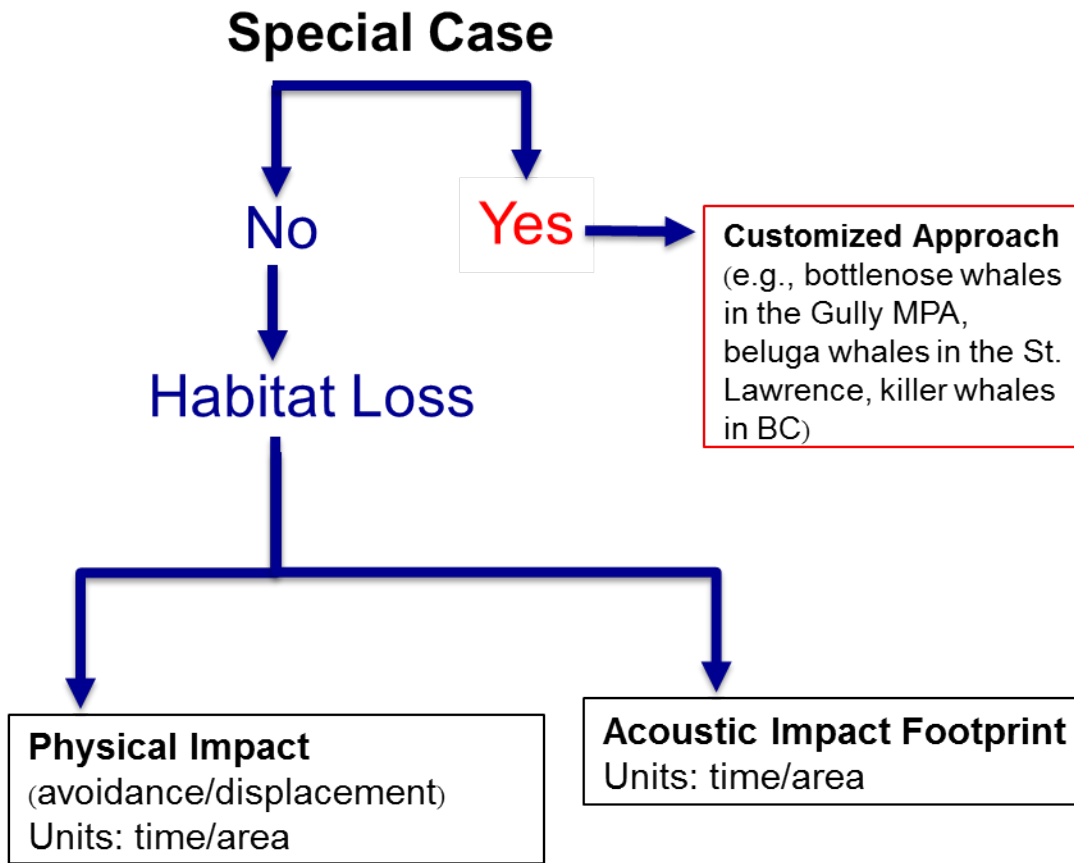 Special Case
No
Yes
Customized Approach
(e.g., bottlenose whales
in the Gully MPA,
beluga whales in the St.
Lawrence, killer whales
in BC)
Habitat Loss
Physical Impact
(avoidance/displacement)
Units: time/area
Acoustic Impact Footprint
Units: time/area